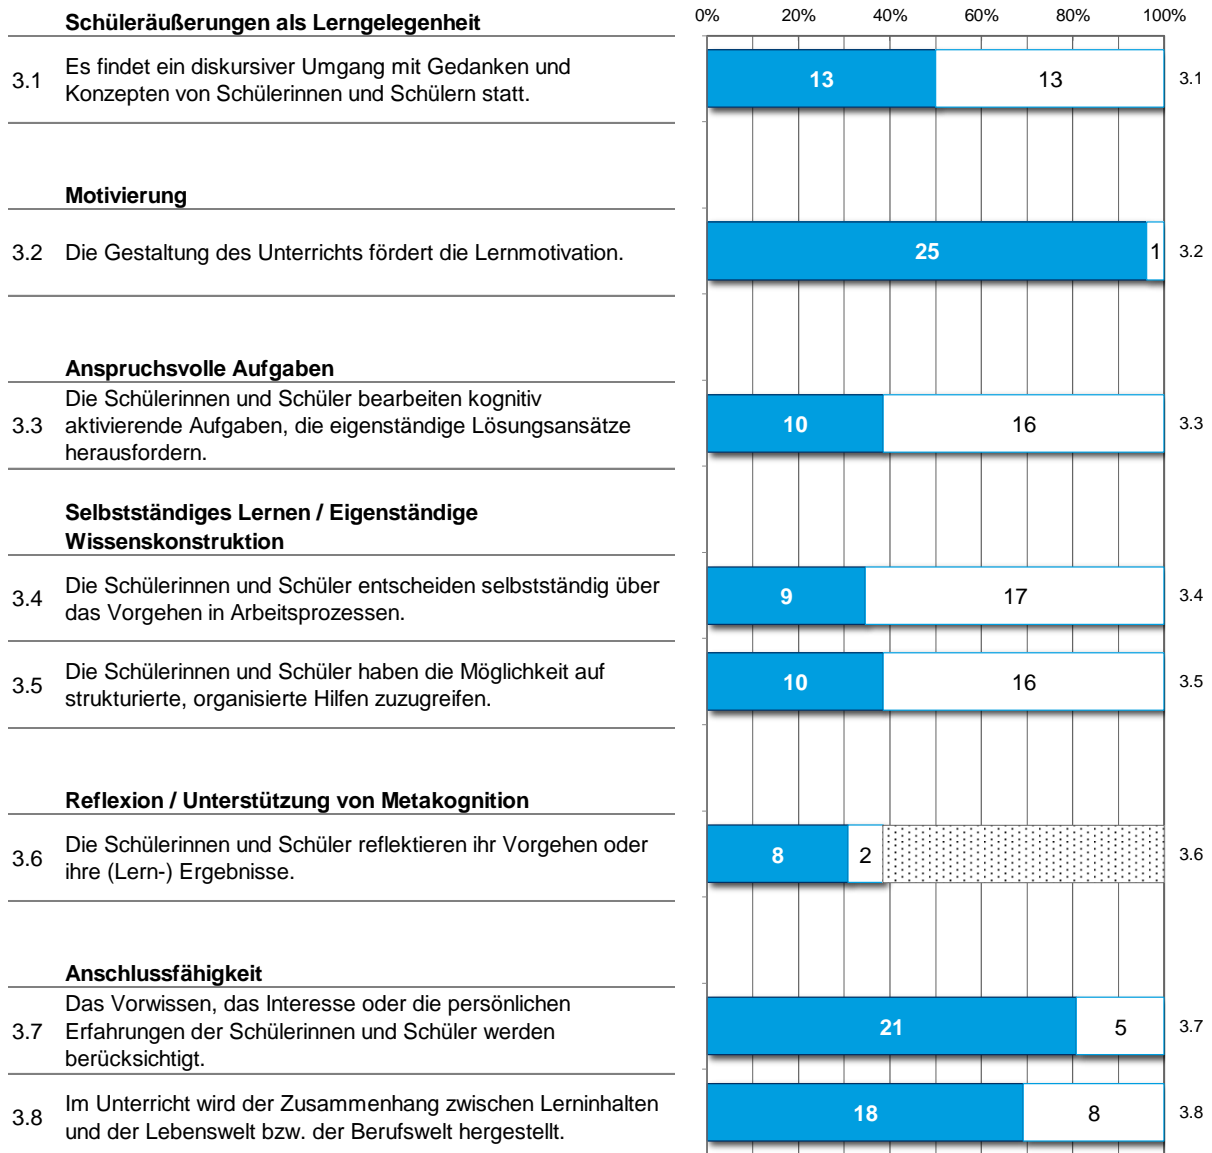 Schüleräußerungen als Lerngelegenheit
0% 20% 40% 60% 80% 100%
3.1 Es findet ein diskursiver Umgang mit Gedanken und
Konzepten von Schülerinnen und Schülern statt.
13 13 3.1
Motivierung
3.2 Die Gestaltung des Unterrichts fördert die Lernmotivation.
25 1 3.2
Anspruchsvolle Aufgaben
Die Schülerinnen und Schüler bearbeiten kognitiv
3.3 aktivierende Aufgaben, die eigenständige Lösungsansätze
herausfordern.
10 16 3.3
Selbstständiges Lernen / Eigenständige
Wissenskonstruktion
3.4 Die Schülerinnen und Schüler entscheiden selbstständig über
das Vorgehen in Arbeitsprozessen.
9 17 3.4
3.5 Die Schülerinnen und Schüler haben die Möglichkeit auf
strukturierte, organisierte Hilfen zuzugreifen.
10 16 3.5
Reflexion / Unterstützung von Metakognition
3.6 Die Schülerinnen und Schüler reflektieren ihr Vorgehen oder
ihre (Lern-) Ergebnisse.
8 2 3.6
Anschlussfähigkeit
Das Vorwissen, das Interesse oder die persönlichen
3.7 Erfahrungen der Schülerinnen und Schüler werden
berücksichtigt.
21 5 3.7
3.8 Im Unterricht wird der Zusammenhang zwischen Lerninhalten
und der Lebenswelt bzw. der Berufswelt hergestellt.
18 8 3.8